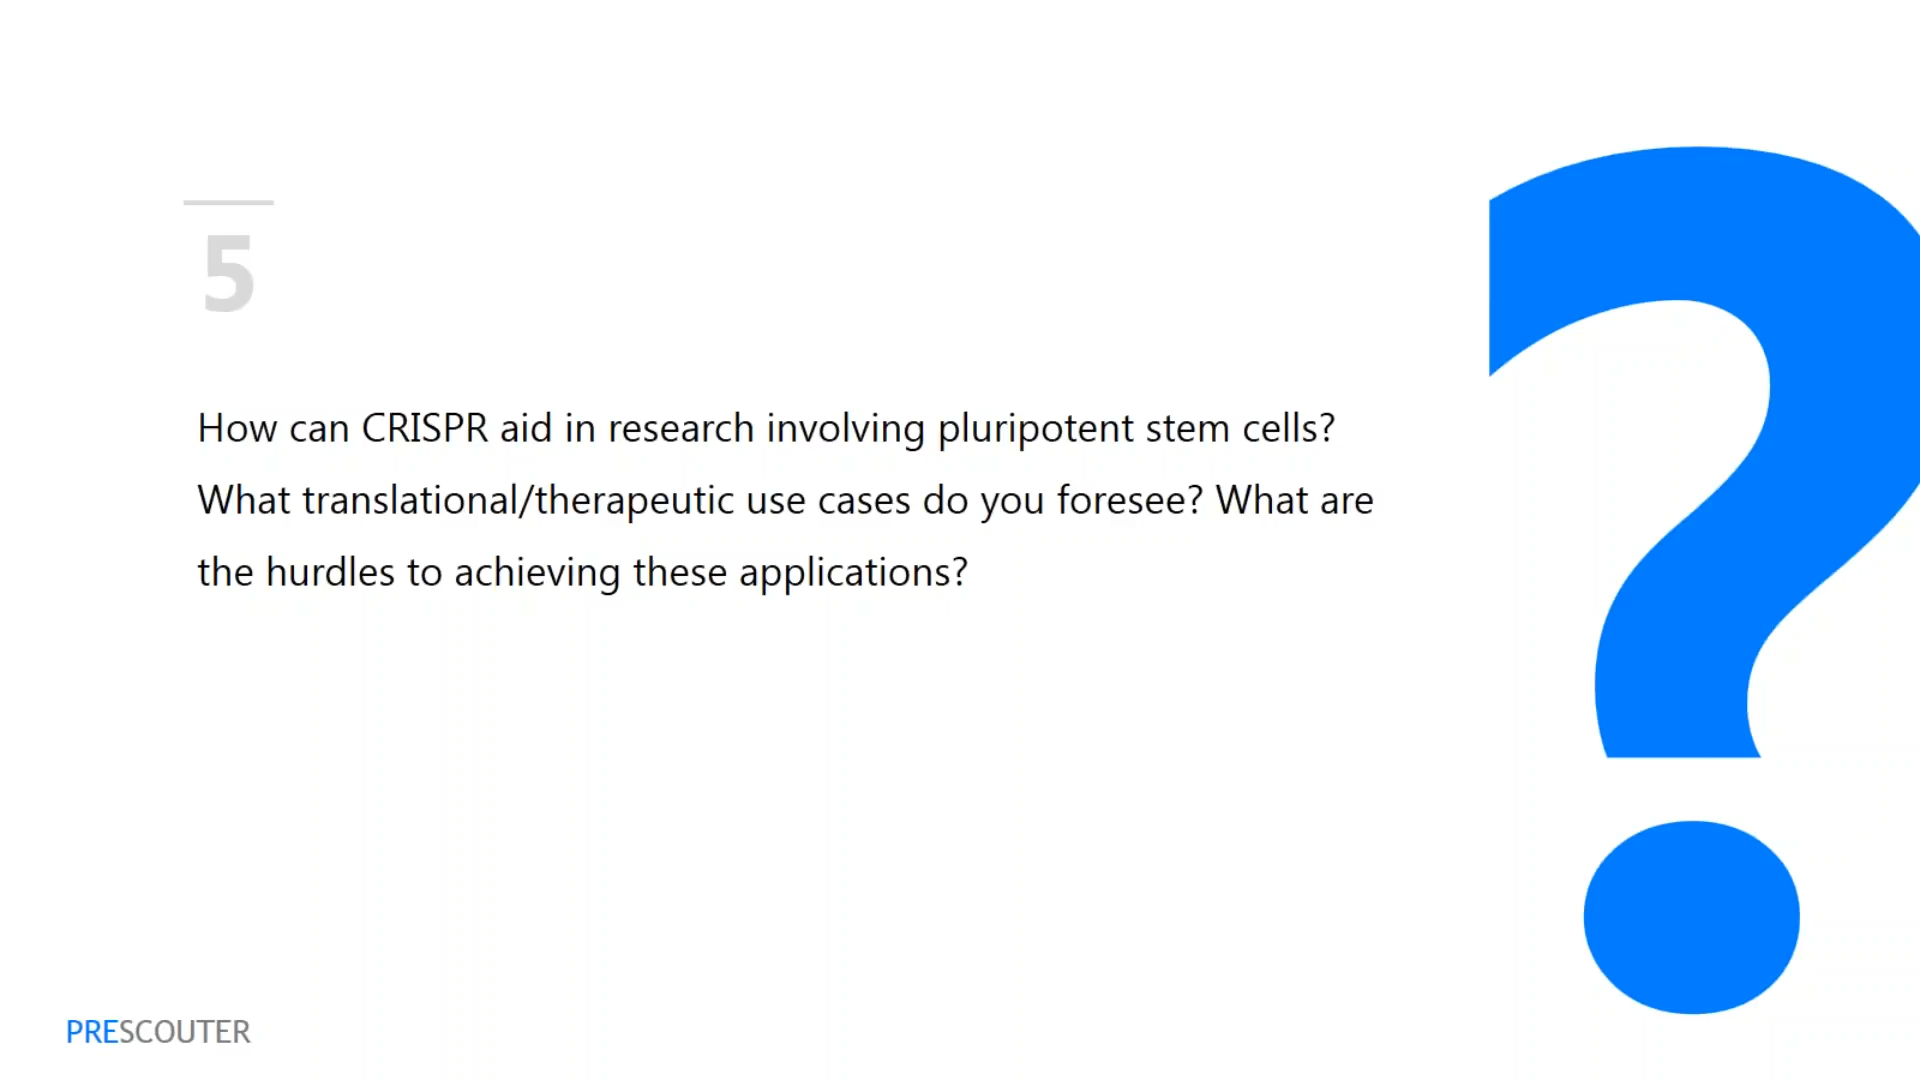 5
How can CRISPR aid in research involving pluripotent stem cells?
What translational/therapeutic use cases do you foresee? What are
the hurdles to achieving these applications?
?
PRESCOUTER